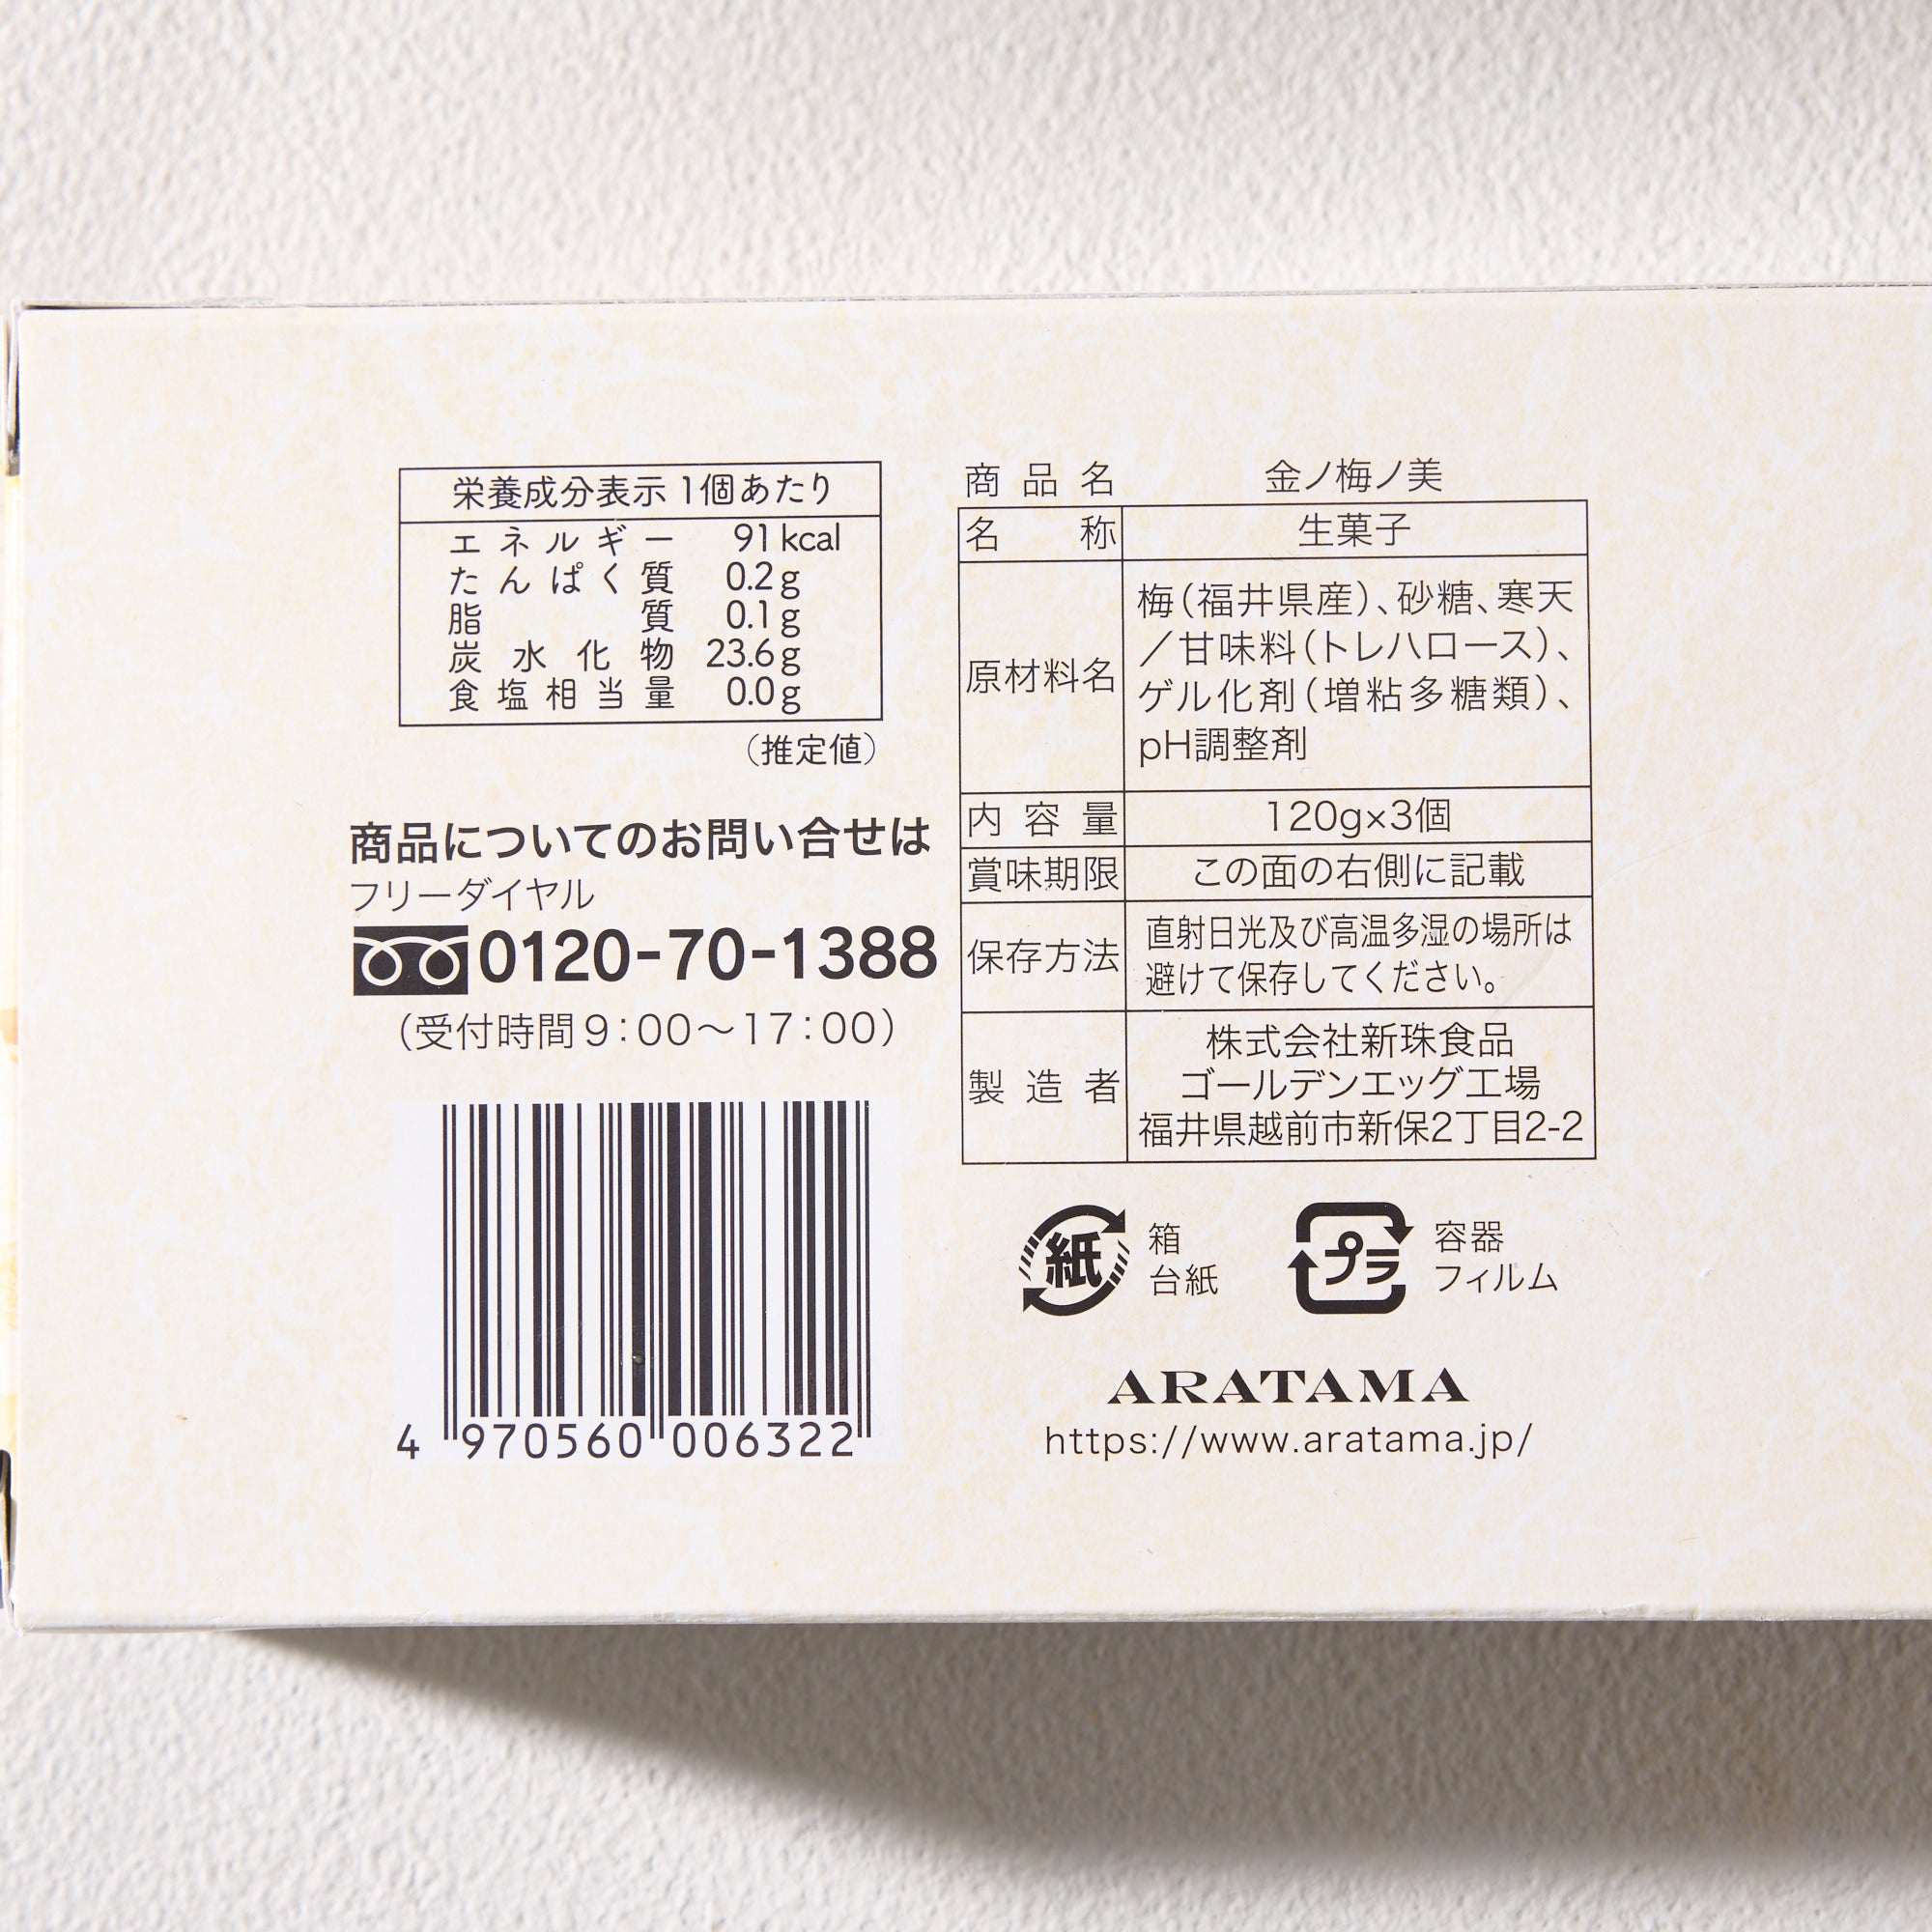 栄養成分表示 1個あたり
エネルギー 91kcal
たんぱく質 0.2g
脂質 0.1g
炭水化物 23.6g
食塩相当量 0.0g
（推定値）
商品についてのお問い合せは
フリーダイヤル
0120-70-1388
（受付時間9：00〜17：00）
4 970560 006322
商品名 金ノ梅ノ美
名称 生菓子
原材料名 梅（福井県産）、砂糖、寒天
／甘味料（トレハロース）、
ゲル化剤（増粘多糖類）、
pH調整剤
内容量 120g×3個
賞味期限 この面の右側に記載
保存方法 直射日光及び高温多湿の場所は
避けて保存してください。
製造者 株式会社新珠食品
ゴールデンエッグ工場
福井県越前市新保2丁目2-2
紙 箱
台紙
プラ 容器
フィルム
ARATAMA
https://www.aratama.jp/